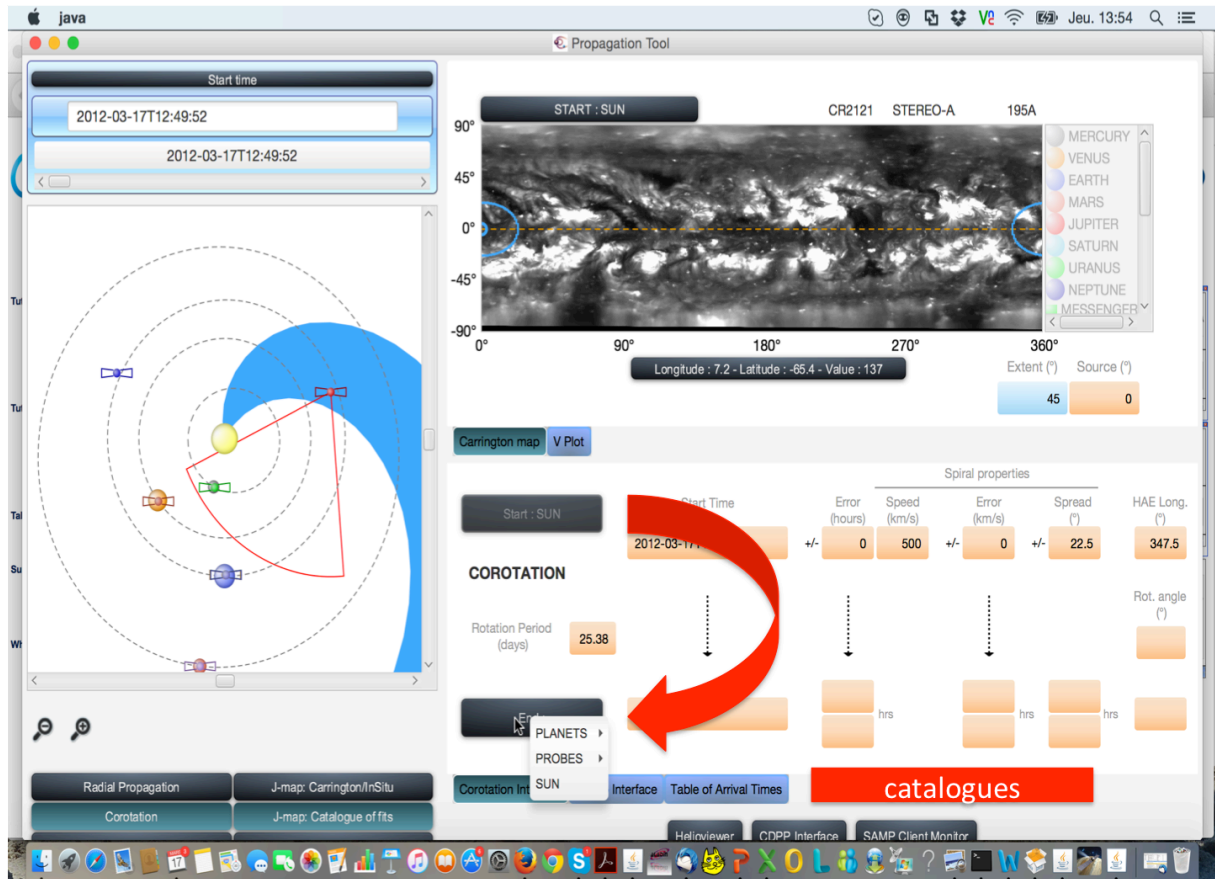 java
Jeu. 13:54
Propagation Tool
Start time
2012-03-17T12:49:52
2012-03-17T12:49:52
START : SUN
CR2121 STEREO-A 195A
90°
45°
0°
-45°
-90°
0° 90° 180° 270° 360°
MERCURY
VENUS
EARTH
MARS
JUPITER
SATURN
URANUS
NEPTUNE
MESSENGER
Longitude : 7.2 - Latitude : -65.4 - Value : 137
Extent (°) Source (°)
45 0
Carrington map V Plot
Spiral properties
Start : SUN
Start Time
Error
(hours)
Speed
(km/s)
Error
(km/s)
Spread
(°)
HAE Long.
(°)
2012-03-17T +/- 0 500 +/- 0 +/- 22.5 347.5
COROTATION
Rot. angle
(°)
Rotation Period
(days)
25.38
hrs hrs hrs
End :
PLANETS
PROBES
SUN
Radial Propagation J-map: Carrington/InSitu
Corotation J-map: Catalogue of fits
Corotation Int Interface Table of Arrival Times
catalogues
Helioviewer CDPP Interface SAMP Client Monitor